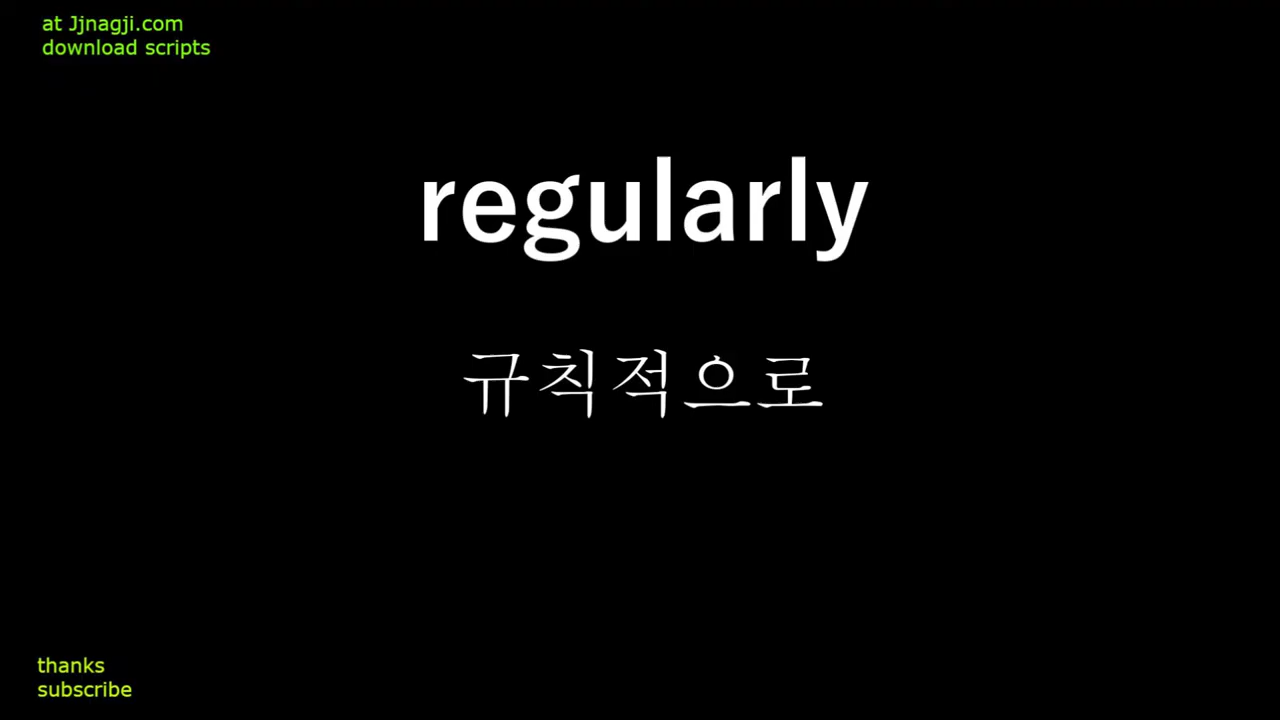 at Jjnagji.com
download scripts
regularly
규칙적으로
thanks
subscribe